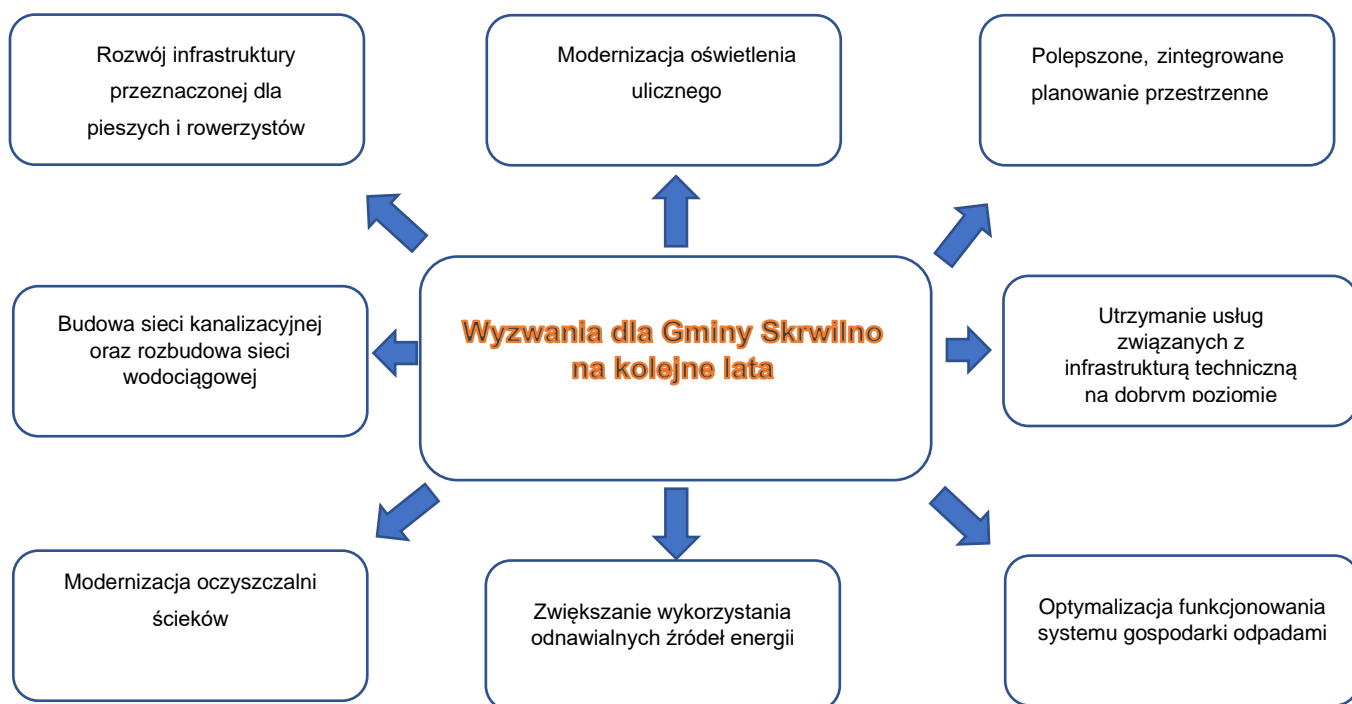 Rozwój infrastruktury
przeznaczonej dla
pieszych i rowerzystów
Modernizacja oświetlenia
ulicznego
Polepszone, zintegrowane
planowanie przestrzenne
Budowa sieci kanalizacyjnej
oraz rozbudowa sieci
wodociągowej
Wyzwania dla Gminy Skrwilno
na kolejne lata
Utrzymanie usług
związanych z
infrastrukturą techniczną
na dobrym poziomie
Modernizacja oczyszczalni
ścieków
Zwiększanie wykorzystania
odnawialnych źródeł energii
Optymalizacja funkcjonowania
systemu gospodarki odpadami